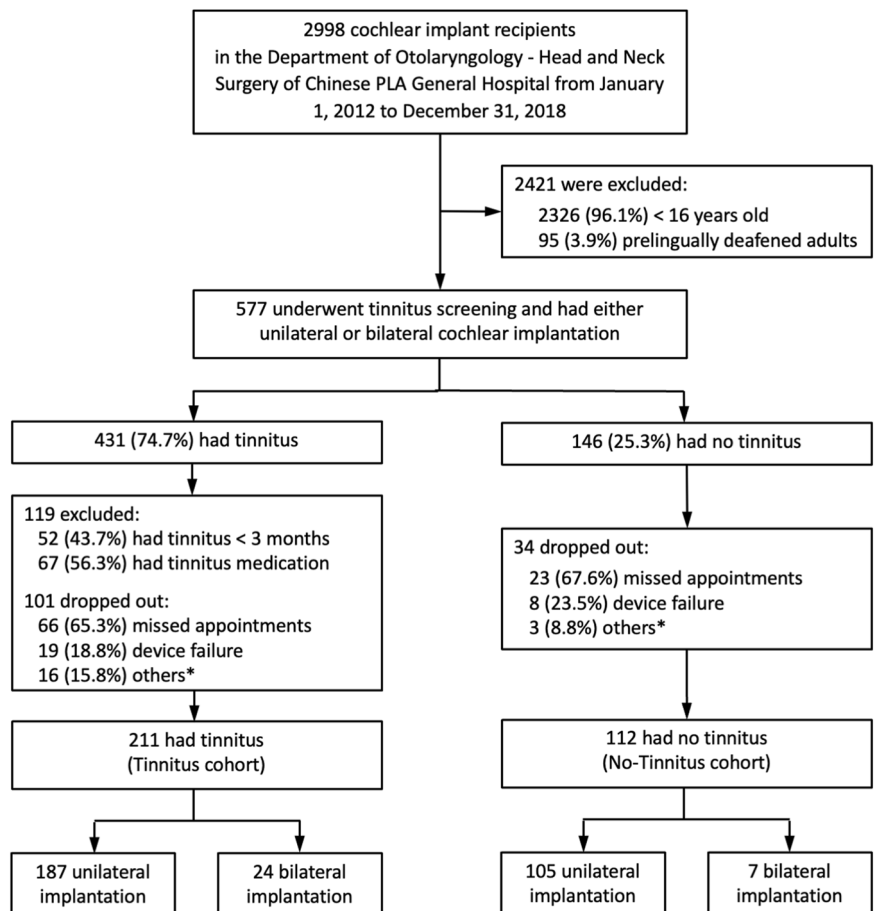 2998 cochlear implant recipients
in the Department of Otolaryngology - Head and Neck
Surgery of Chinese PLA General Hospital from January
1, 2012 to December 31, 2018
2421 were excluded:
2326 (96.1%) < 16 years old
95 (3.9%) prelingually deafened adults
577 underwent tinnitus screening and had either
unilateral or bilateral cochlear implantation
431 (74.7%) had tinnitus
146 (25.3%) had no tinnitus
119 excluded:
52 (43.7%) had tinnitus < 3 months
67 (56.3%) had tinnitus medication
101 dropped out:
66 (65.3%) missed appointments
19 (18.8%) device failure
16 (15.8%) others*
34 dropped out:
23 (67.6%) missed appointments
8 (23.5%) device failure
3 (8.8%) others*
211 had tinnitus
(Tinnitus cohort)
112 had no tinnitus
(No-Tinnitus cohort)
187 unilateral
implantation
24 bilateral
implantation
105 unilateral
implantation
7 bilateral
implantation